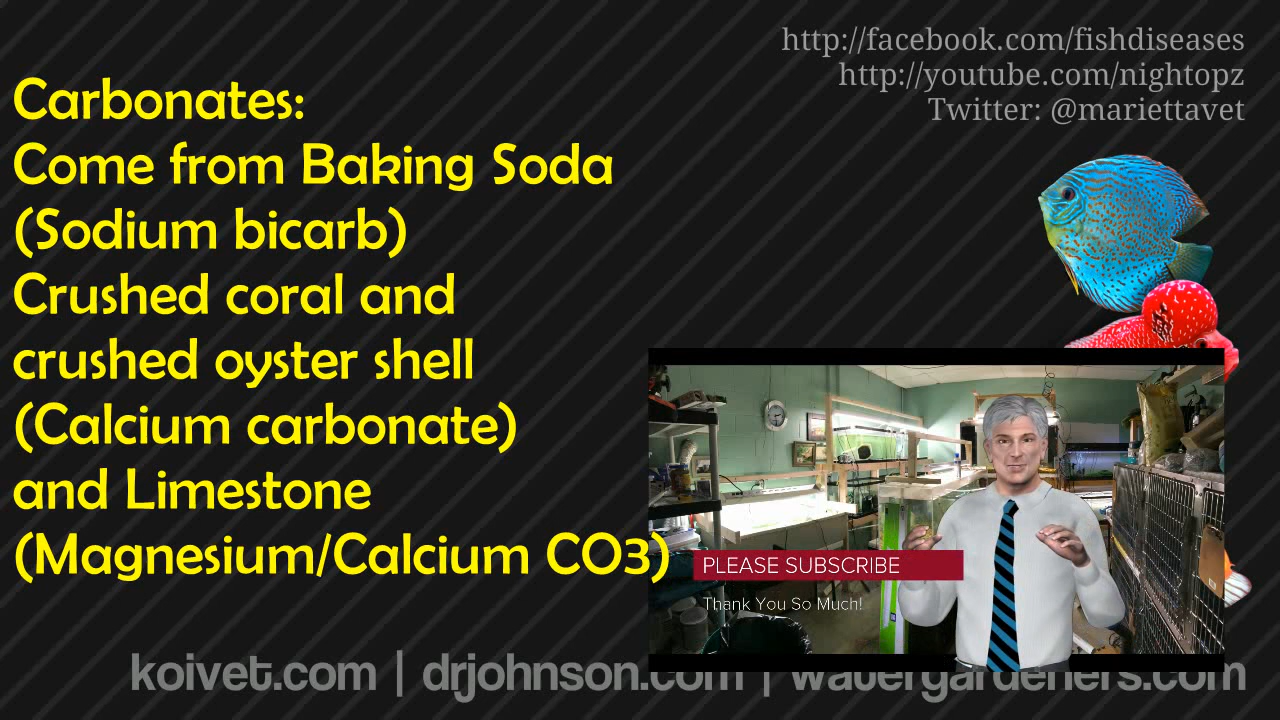 http://facebook.com/fishdiseases
http://youtube.com/nightopz
Twitter: @mariettavet
Carbonates:
Come from Baking Soda
(Sodium bicarb)
Crushed coral and
crushed oyster shell
(Calcium carbonate)
and Limestone
(Magnesium/Calcium CO3)
PLEASE SUBSCRIBE
Thank You So Much!
koivet.com | drjohnson.com | watergardeners.com